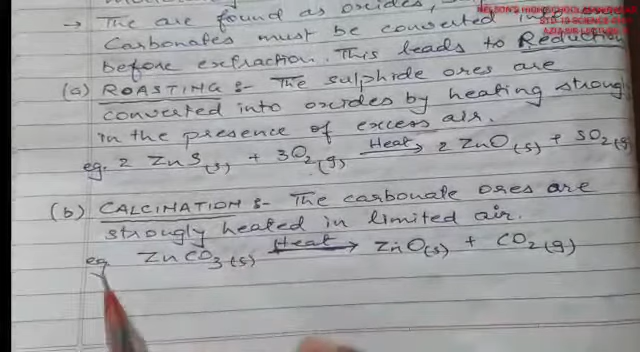 → The are found as oxides,
Carbonates must be converted
before extraction. This leads to Reduction
(a) ROASTING :- The sulphide ores are
converted into oxides by heating strongly
in the presence of excess air.
eg. 2 ZnS(s) + 3O2(g) Heat→ 2 ZnO(s) + SO2(g)
(b) CALCINATION :- The carbonate ores are
strongly heated in limited air.
eg ZnCO3(s) Heat→ ZnO(s) + CO2(g)